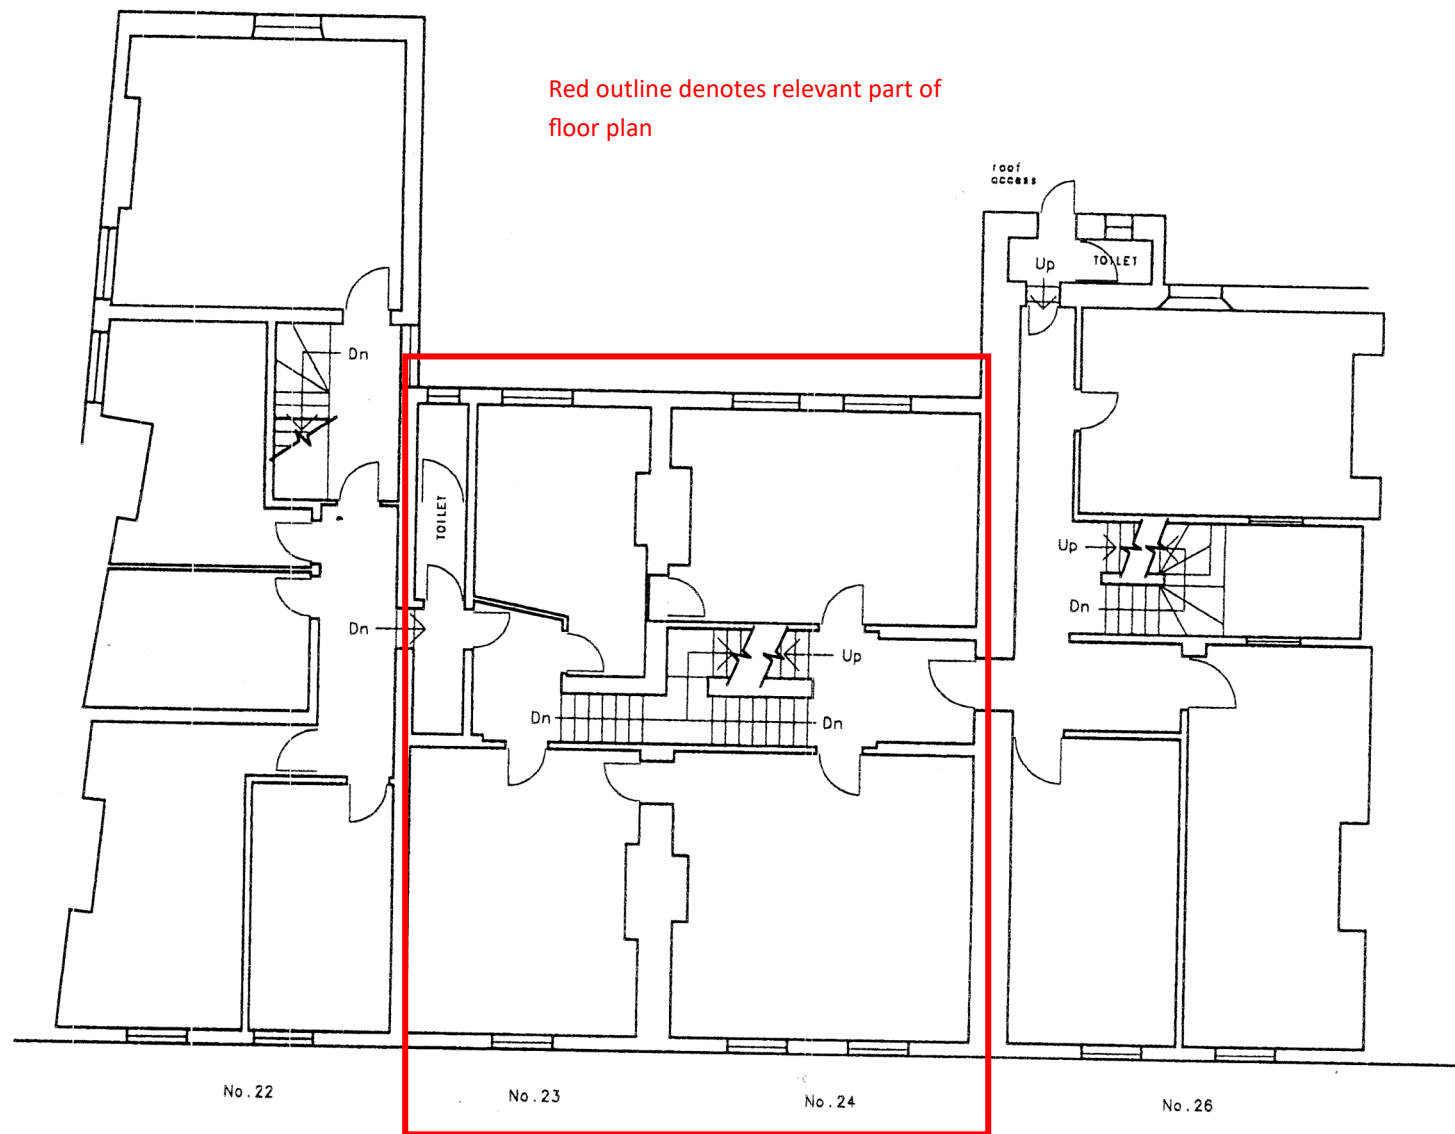 Red outline denotes relevant part of
floor plan
roof
access
Up
TOILET
Dn
TOILET
Up
Dn
Dn
Up
Dn
Dn
No.22
No.23
No.24
No.26